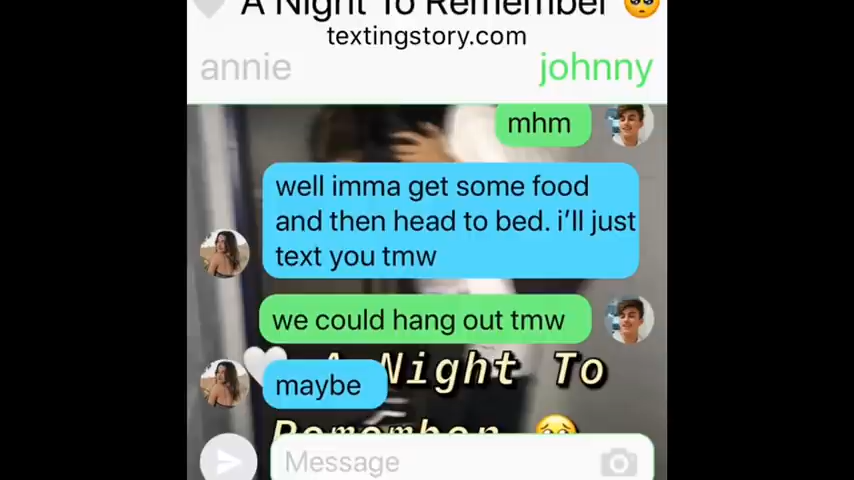 A Night To Remember 🥺
textingstory.com
annie johnny
mhm
well imma get some food
and then head to bed. i'll just
text you tmw
we could hang out tmw
A Night To
maybe
Remember 🥺
Message